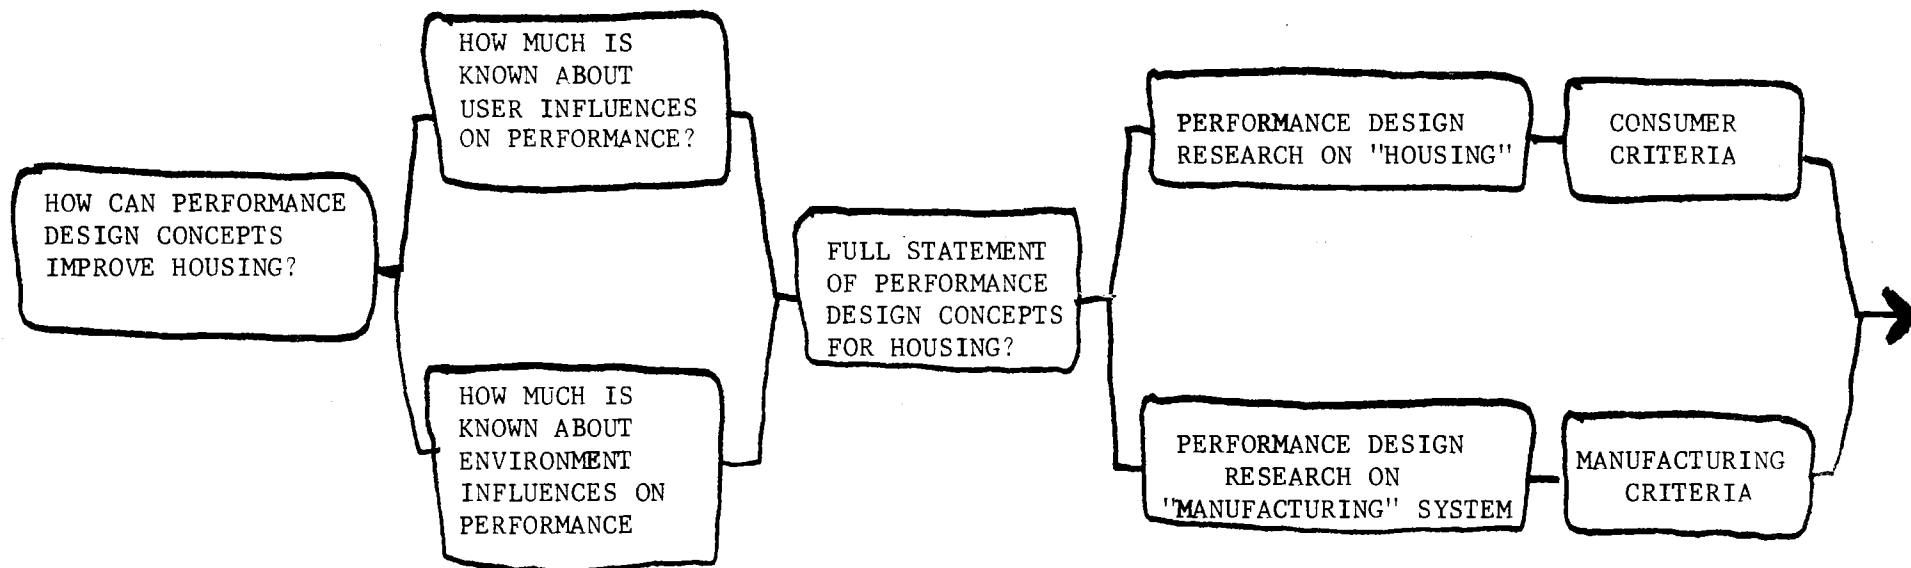 HOW CAN PERFORMANCE
DESIGN CONCEPTS
IMPROVE HOUSING?
HOW MUCH IS
KNOWN ABOUT
USER INFLUENCES
ON PERFORMANCE?
HOW MUCH IS
KNOWN ABOUT
ENVIRONMENT
INFLUENCES ON
PERFORMANCE
FULL STATEMENT
OF PERFORMANCE
DESIGN CONCEPTS
FOR HOUSING?
PERFORMANCE DESIGN
RESEARCH ON "HOUSING"
CONSUMER
CRITERIA
PERFORMANCE DESIGN
RESEARCH ON
"MANUFACTURING" SYSTEM
MANUFACTURING
CRITERIA